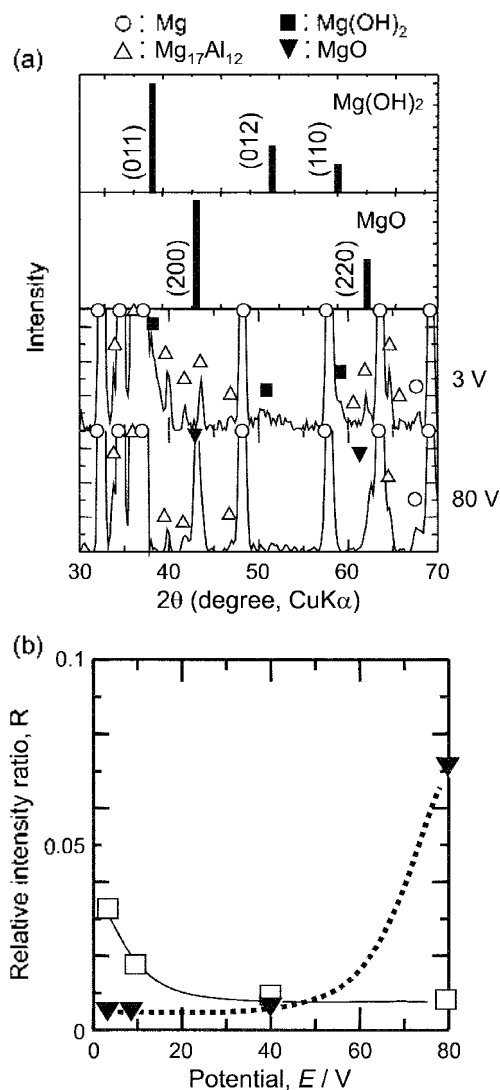 ○ : Mg ■ : Mg(OH)₂
(a) △ : Mg₁₇Al₁₂ ▼ : MgO
Mg(OH)₂
(011)
(012)
(110)
MgO
(200)
(220)
Intensity
3 V
80 V
30 40 50 60 70
2θ (degree, CuKα)
(b)
0.1
0.05
0
Relative intensity ratio, R
0 20 40 60 80
Potential, E / V